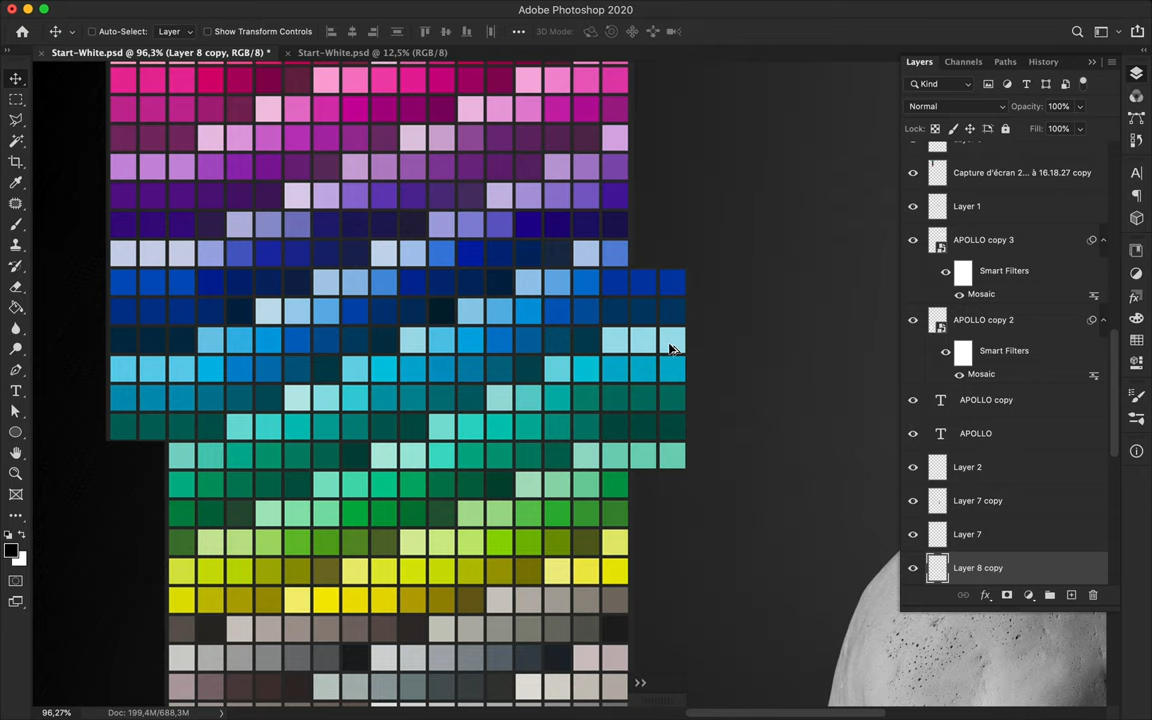 Adobe Photoshop 2020
Auto-Select: Layer Show Transform Controls 3D Mode:
Start-White.psd @ 96,3% (Layer 8 copy, RGB/8) * Start-White.psd @ 12,5% (RGB/8)
Layers Channels Paths History
Kind
Normal Opacity: 100%
Lock: Fill: 100%
Capture d'écran 2... à 16.18.27 copy
Layer 1
APOLLO copy 3
Smart Filters
Mosaic
APOLLO copy 2
Smart Filters
Mosaic
APOLLO copy
APOLLO
Layer 2
Layer 7 copy
Layer 7
Layer 8 copy
96,27% Doc: 199,4M/688,3M